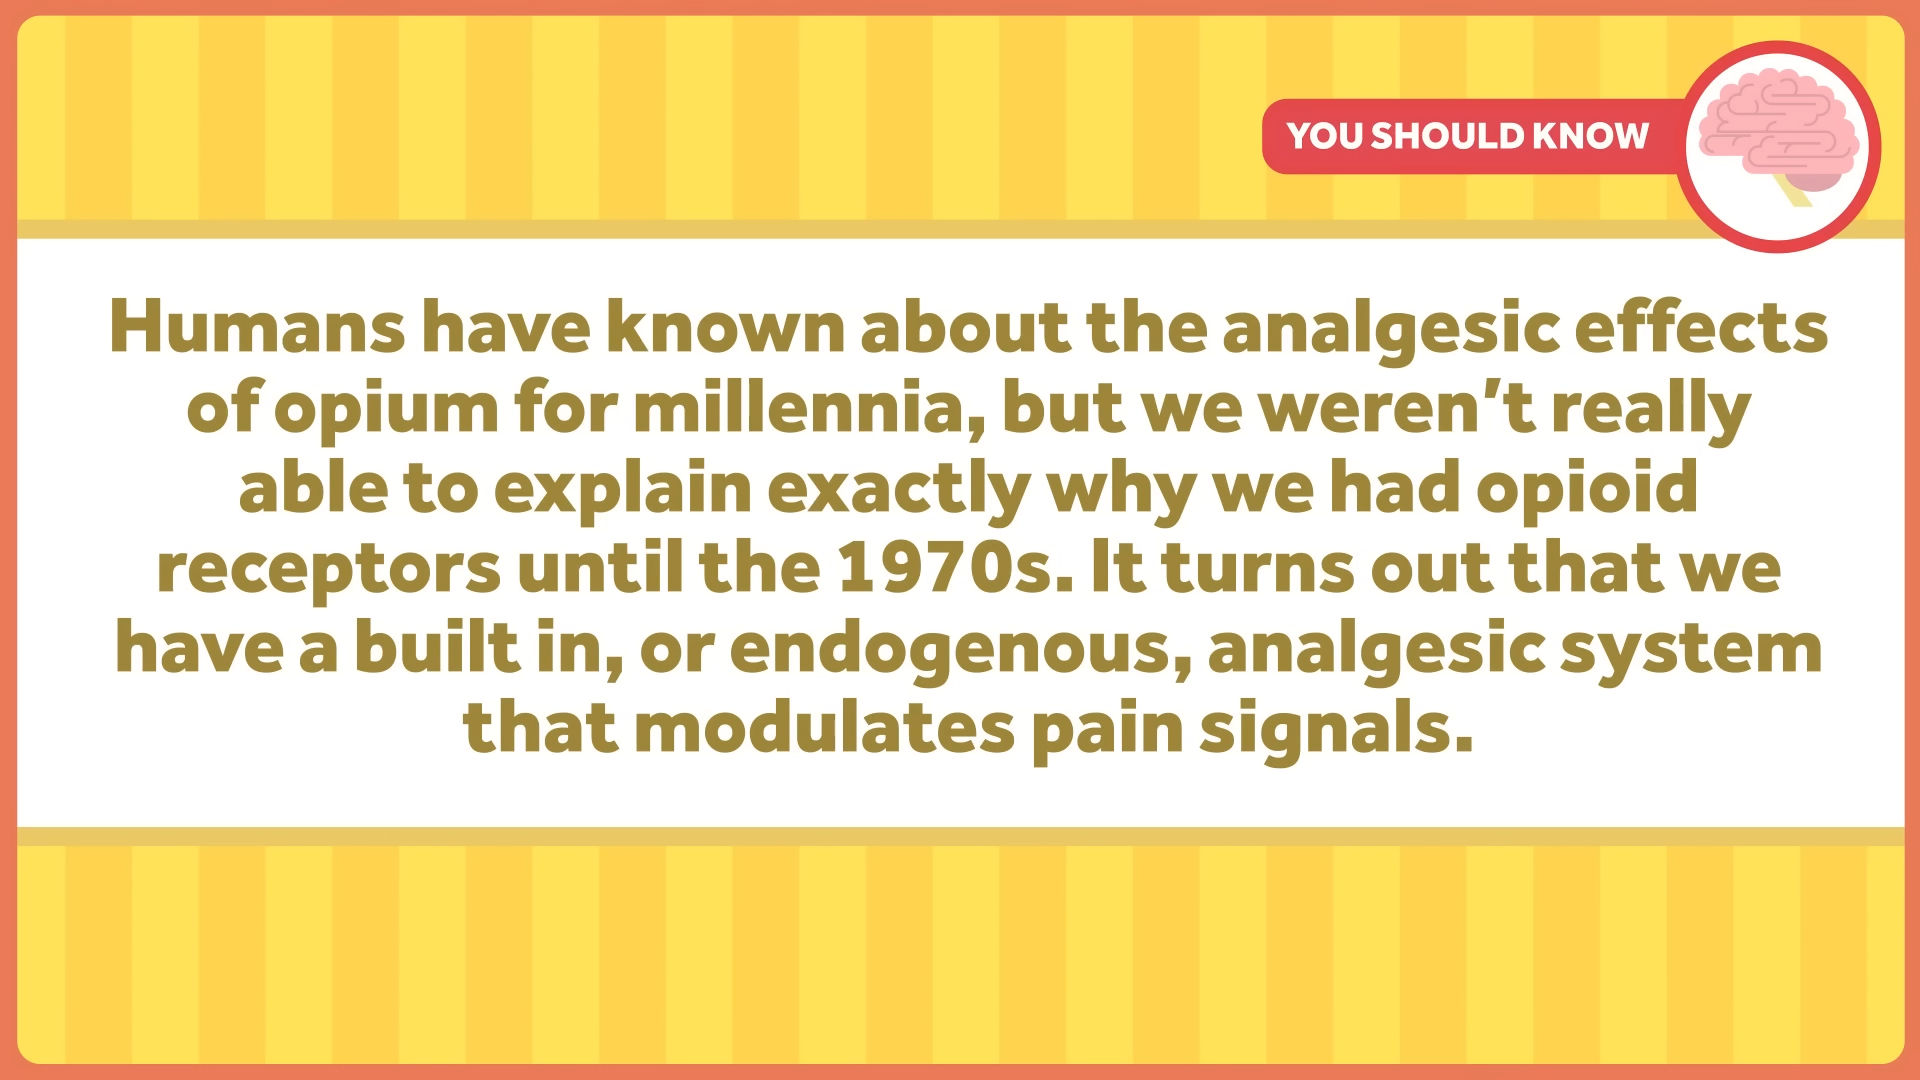 YOU SHOULD KNOW
Humans have known about the analgesic effects
of opium for millennia, but we weren't really
able to explain exactly why we had opioid
receptors until the 1970s. It turns out that we
have a built in, or endogenous, analgesic system
that modulates pain signals.